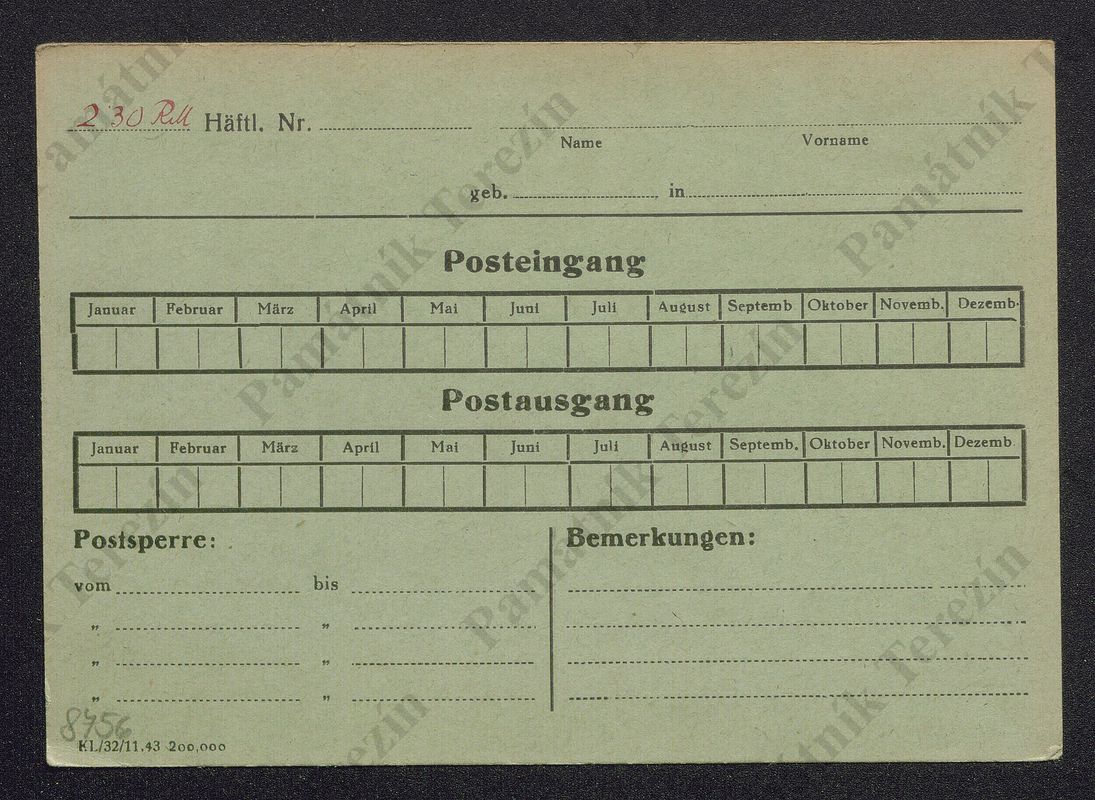 230 RM Häftl. Nr.
Name Vorname
geb. in
Posteingang
Januar Februar März April Mai Juni Juli August Septemb Oktober Novemb. Dezemb.
Postausgang
Januar Februar März April Mai Juni Juli August Septemb. Oktober Novemb. Dezemb.
Postsperre:
vom bis
„ „
„ „
„ „
Bemerkungen:
8456
KL/32/11.43 200,000
Památník Terezín